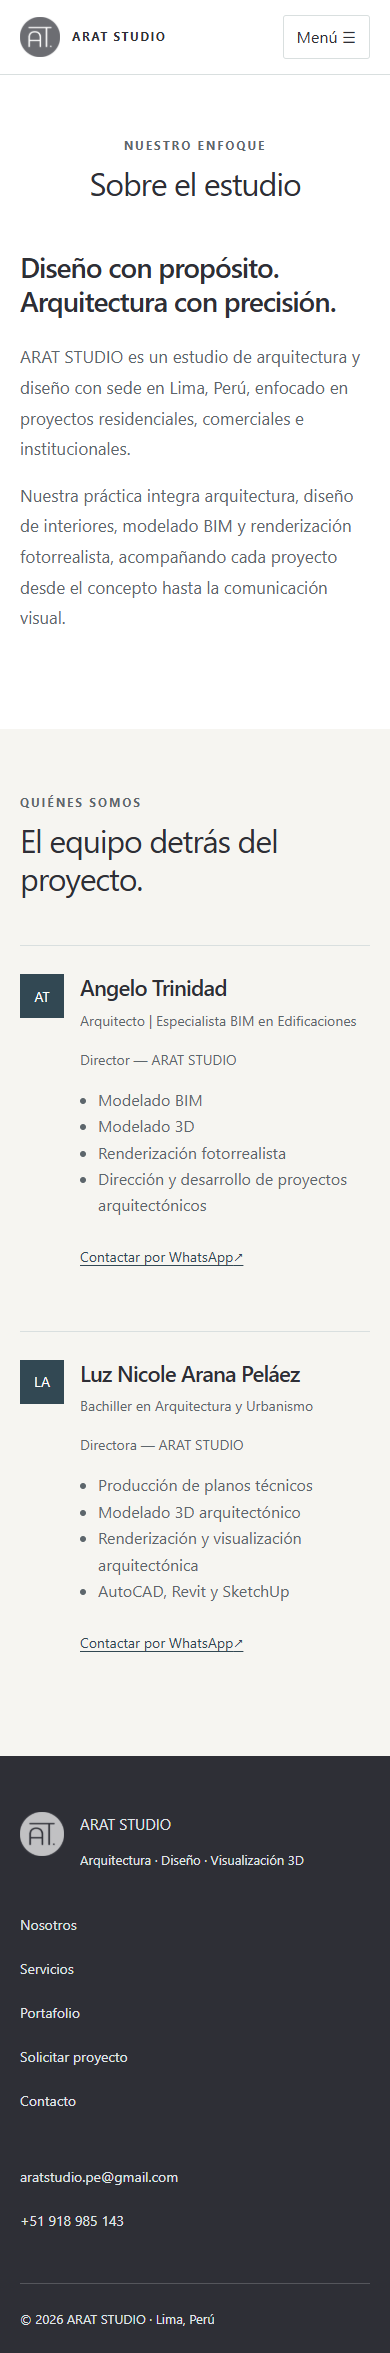 AT.
ARAT STUDIO
Menú ☰
NUESTRO ENFOQUE
Sobre el estudio
Diseño con propósito.
Arquitectura con precisión.
ARAT STUDIO es un estudio de arquitectura y
diseño con sede en Lima, Perú, enfocado en
proyectos residenciales, comerciales e
institucionales.
Nuestra práctica integra arquitectura, diseño
de interiores, modelado BIM y renderización
fotorrealista, acompañando cada proyecto
desde el concepto hasta la comunicación
visual.
QUIÉNES SOMOS
El equipo detrás del
proyecto.
AT
Angelo Trinidad
Arquitecto | Especialista BIM en Edificaciones
Director — ARAT STUDIO
• Modelado BIM
• Modelado 3D
• Renderización fotorrealista
• Dirección y desarrollo de proyectos
arquitectónicos
Contactar por WhatsApp↗
LA
Luz Nicole Arana Peláez
Bachiller en Arquitectura y Urbanismo
Directora — ARAT STUDIO
• Producción de planos técnicos
• Modelado 3D arquitectónico
• Renderización y visualización
arquitectónica
• AutoCAD, Revit y SketchUp
Contactar por WhatsApp↗
AT.
ARAT STUDIO
Arquitectura · Diseño · Visualización 3D
Nosotros
Servicios
Portafolio
Solicitar proyecto
Contacto
aratstudio.pe@gmail.com
+51 918 985 143
© 2026 ARAT STUDIO · Lima, Perú